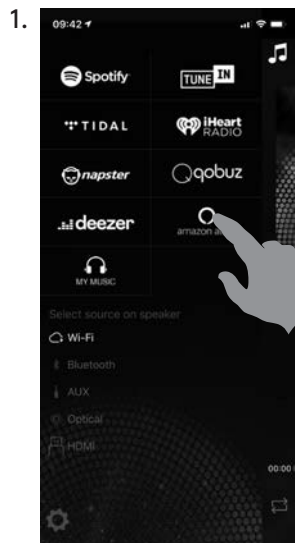 1.
09:42
Spotify
TUNE IN
TIDAL
iHeart RADIO
napster
qobuz
deezer
amazon
MY MUSIC
Select source on speaker
Wi-Fi
Bluetooth
AUX
Optical
HDMI
00:00